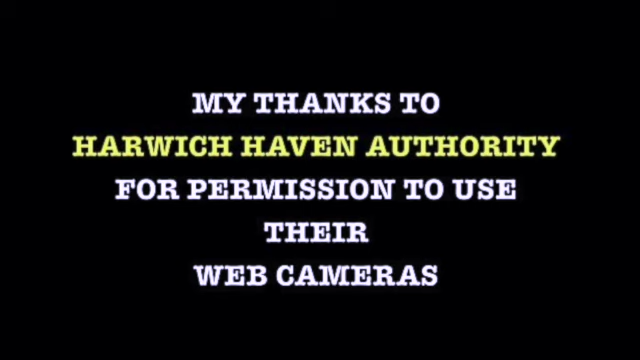 MY THANKS TO
HARWICH HAVEN AUTHORITY
FOR PERMISSION TO USE
THEIR
WEB CAMERAS